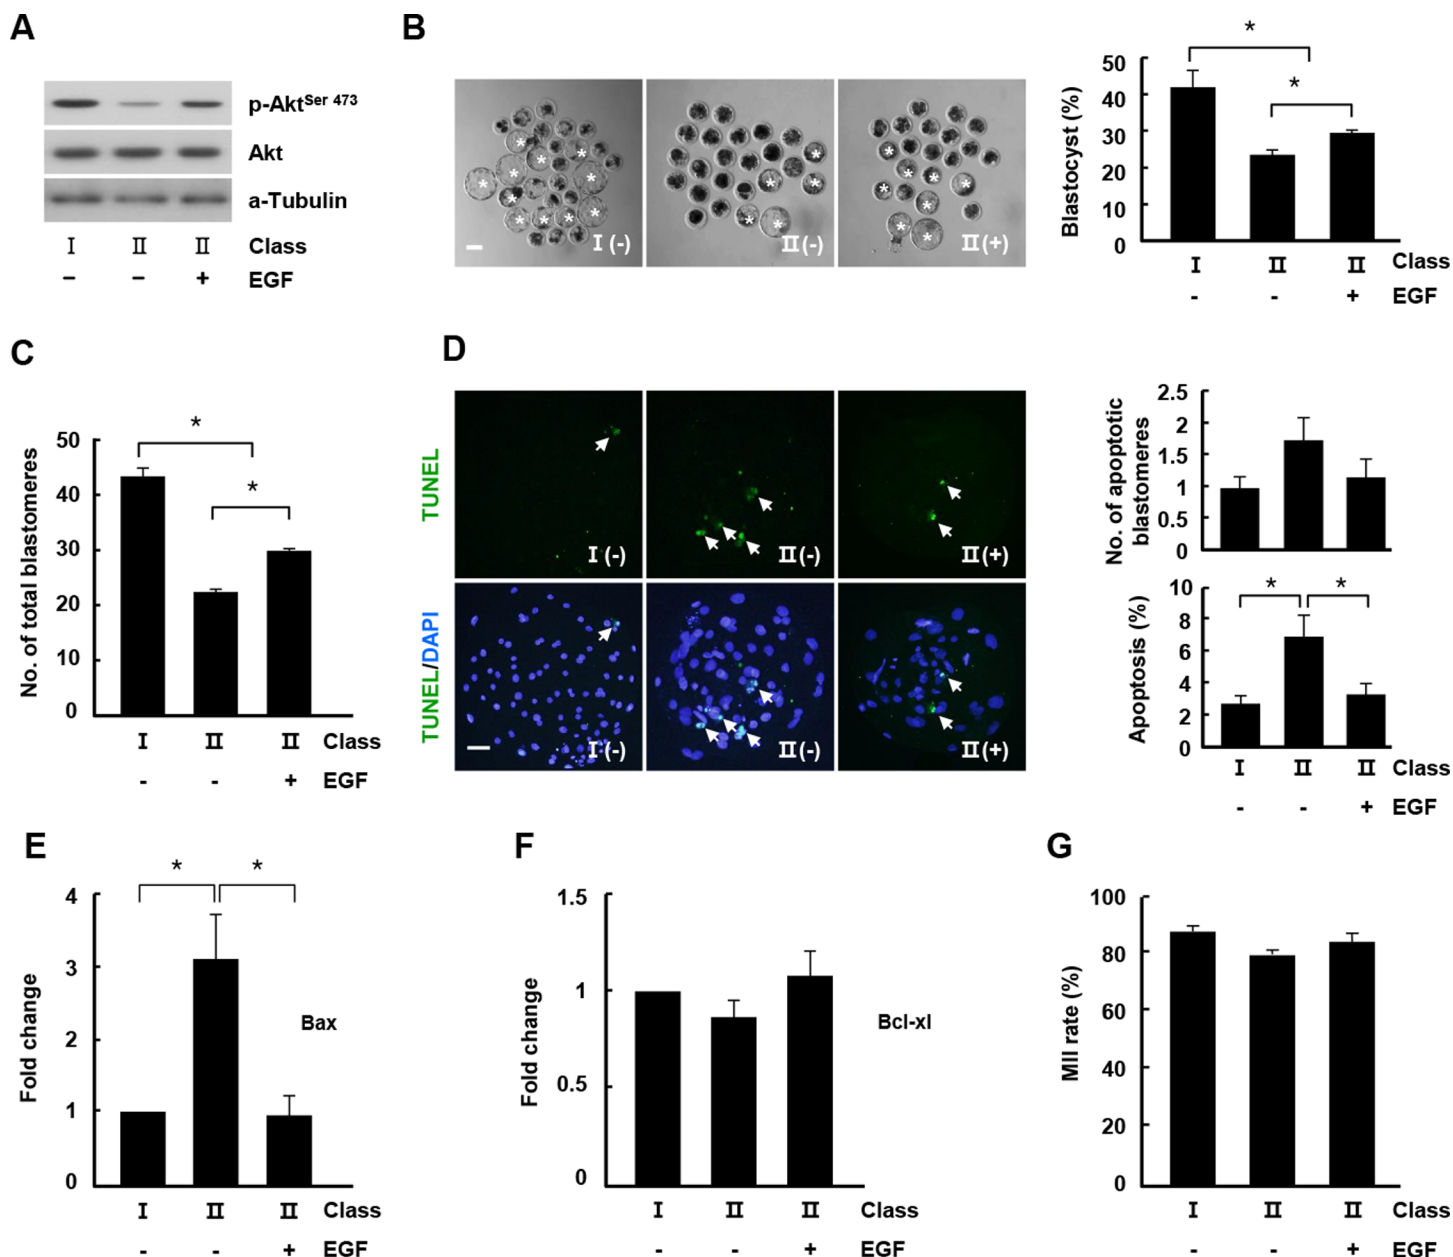 A
p-Akt^Ser 473
Akt
a-Tubulin
I II II Class
- - + EGF
B
* * * * * * * * * * *
I (-)
* * * * *
II (-)
* * * * * * * * *
II (+)
*
*
Blastocyst (%)
50
40
30
20
10
0
I II II Class
- - + EGF
C
*
*
No. of total blastomeres
50
40
30
20
10
0
I II II Class
- - + EGF
D
TUNEL
I (-)
II (-)
II (+)
TUNEL/DAPI
I (-)
II (-)
II (+)
No. of apoptotic
blastomeres
2.5
2
1.5
1
0.5
0
* *
Apoptosis (%)
10
8
6
4
2
0
I II II Class
- - + EGF
E
* *
Fold change
4
3
2
1
0
Bax
I II II Class
- - + EGF
F
Fold change
1.5
1
0.5
0
Bcl-xl
I II II Class
- - + EGF
G
MII rate (%)
100
80
60
40
20
0
I II II Class
- - + EGF